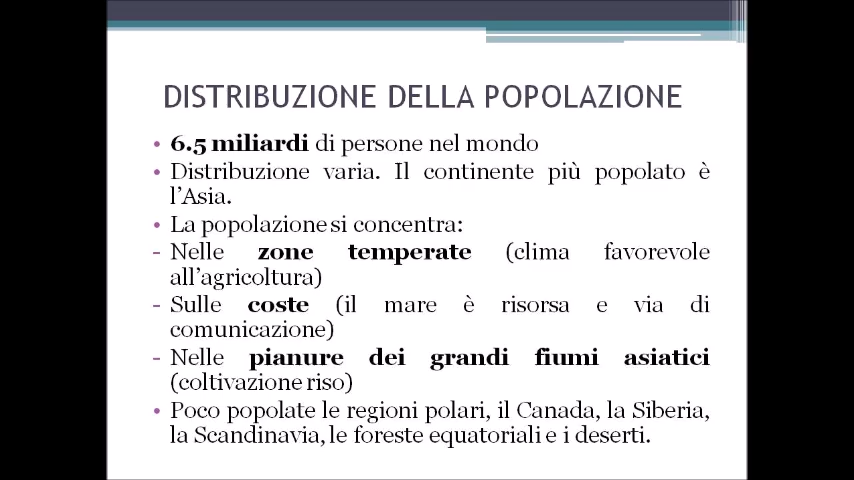 DISTRIBUZIONE DELLA POPOLAZIONE
• 6.5 miliardi di persone nel mondo
• Distribuzione varia. Il continente più popolato è
l'Asia.
• La popolazione si concentra:
- Nelle zone temperate (clima favorevole
all'agricoltura)
- Sulle coste (il mare è risorsa e via di
comunicazione)
- Nelle pianure dei grandi fiumi asiatici
(coltivazione riso)
• Poco popolate le regioni polari, il Canada, la Siberia,
la Scandinavia, le foreste equatoriali e i deserti.